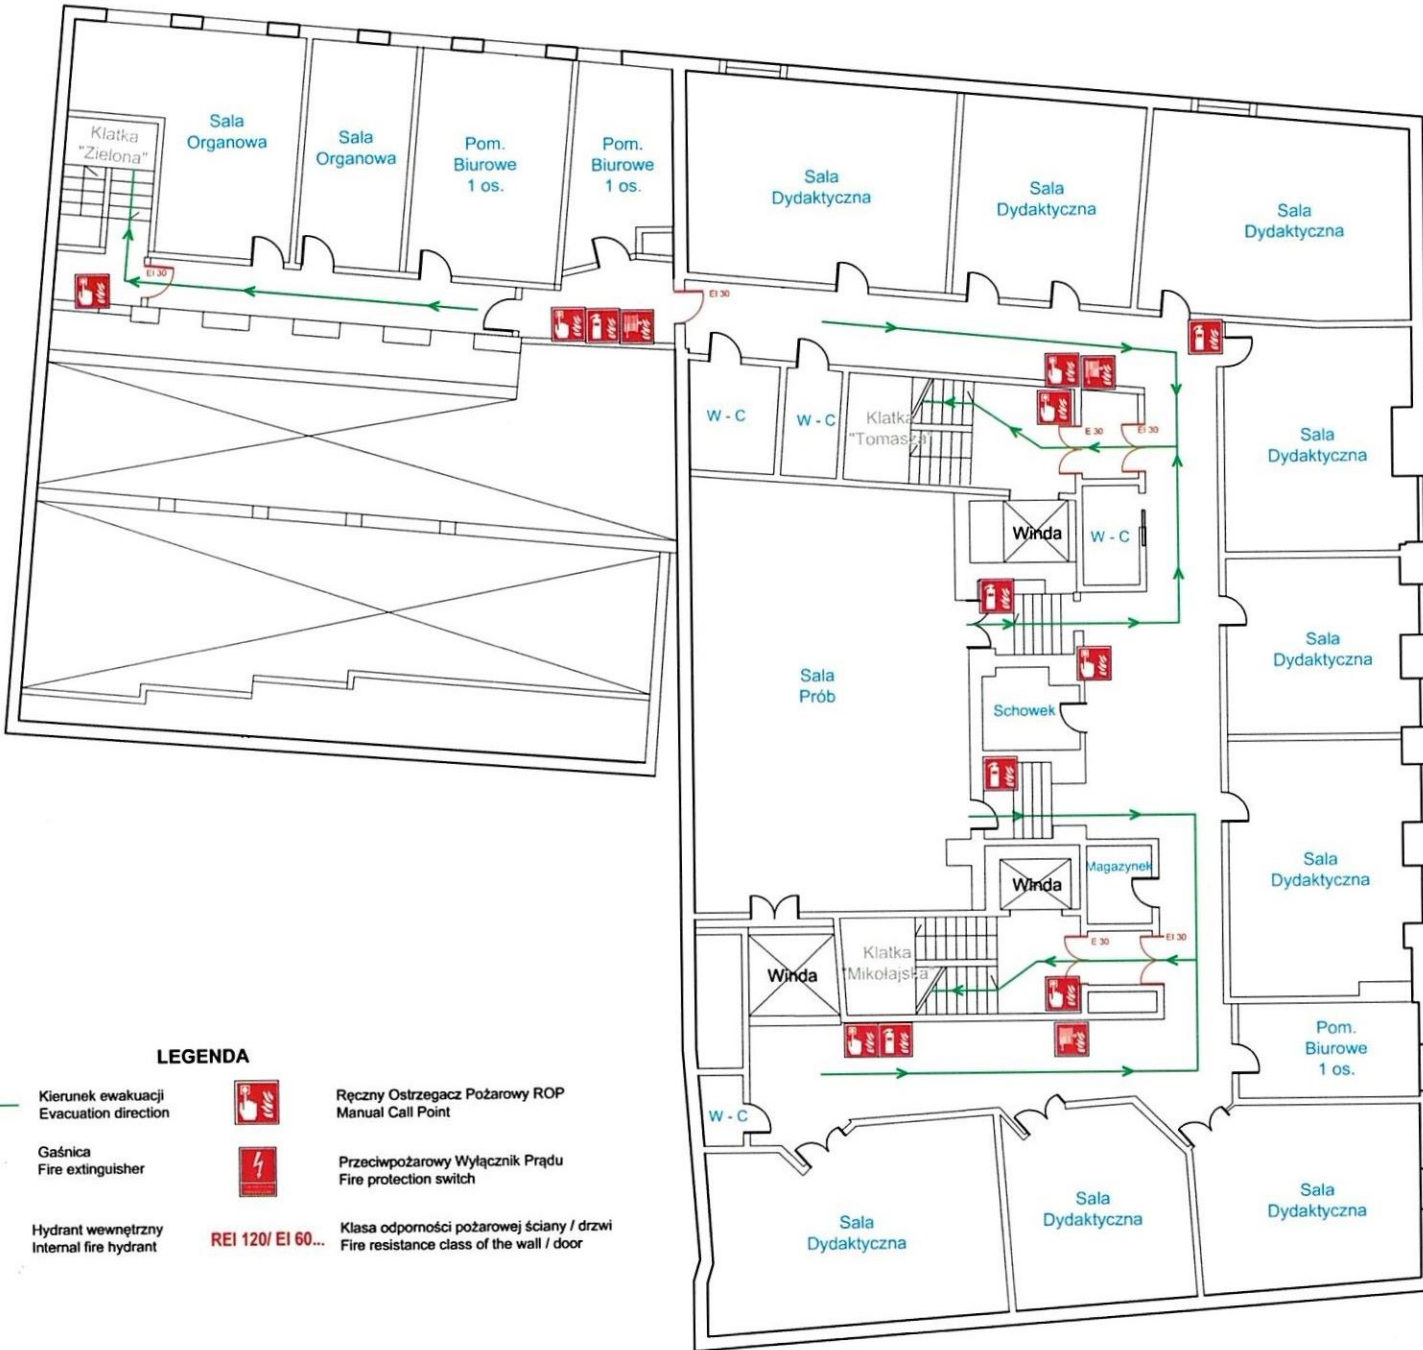 Klatka
"Zielona"
Sala
Organowa
Sala
Organowa
Pom.
Biurowe
1 os.
Pom.
Biurowe
1 os.
Sala
Dydaktyczna
Sala
Dydaktyczna
Sala
Dydaktyczna
EI 30
EI 30
W - C
W - C
Klatka
"Tomasza"
E 30
EI 30
Sala
Dydaktyczna
Winda
W - C
Sala
Prób
Schowek
Sala
Dydaktyczna
Winda
Magazynek
Sala
Dydaktyczna
Winda
Klatka
"Mikołajska"
E 30
EI 30
Pom.
Biurowe
1 os.
W - C
Sala
Dydaktyczna
Sala
Dydaktyczna
Sala
Dydaktyczna
LEGENDA
Kierunek ewakuacji
Evacuation direction
Ręczny Ostrzegacz Pożarowy ROP
Manual Call Point
Gaśnica
Fire extinguisher
Przeciwpożarowy Wyłącznik Prądu
Fire protection switch
Hydrant wewnętrzny
Internal fire hydrant
REI 120/ EI 60...
Klasa odporności pożarowej ściany / drzwi
Fire resistance class of the wall / door